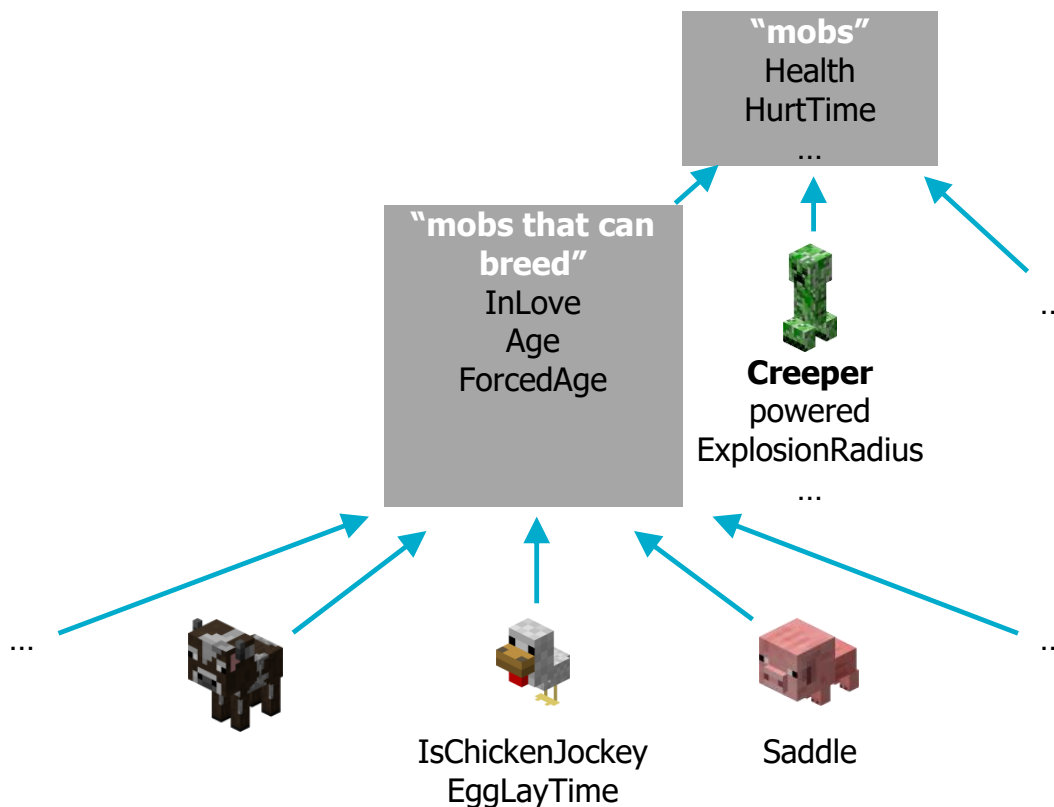 “mobs”
Health
HurtTime
...
“mobs that can
breed”
InLove
Age
ForcedAge
...
Creeper
powered
ExplosionRadius
...
...
...
IsChickenJockey
EggLayTime
Saddle